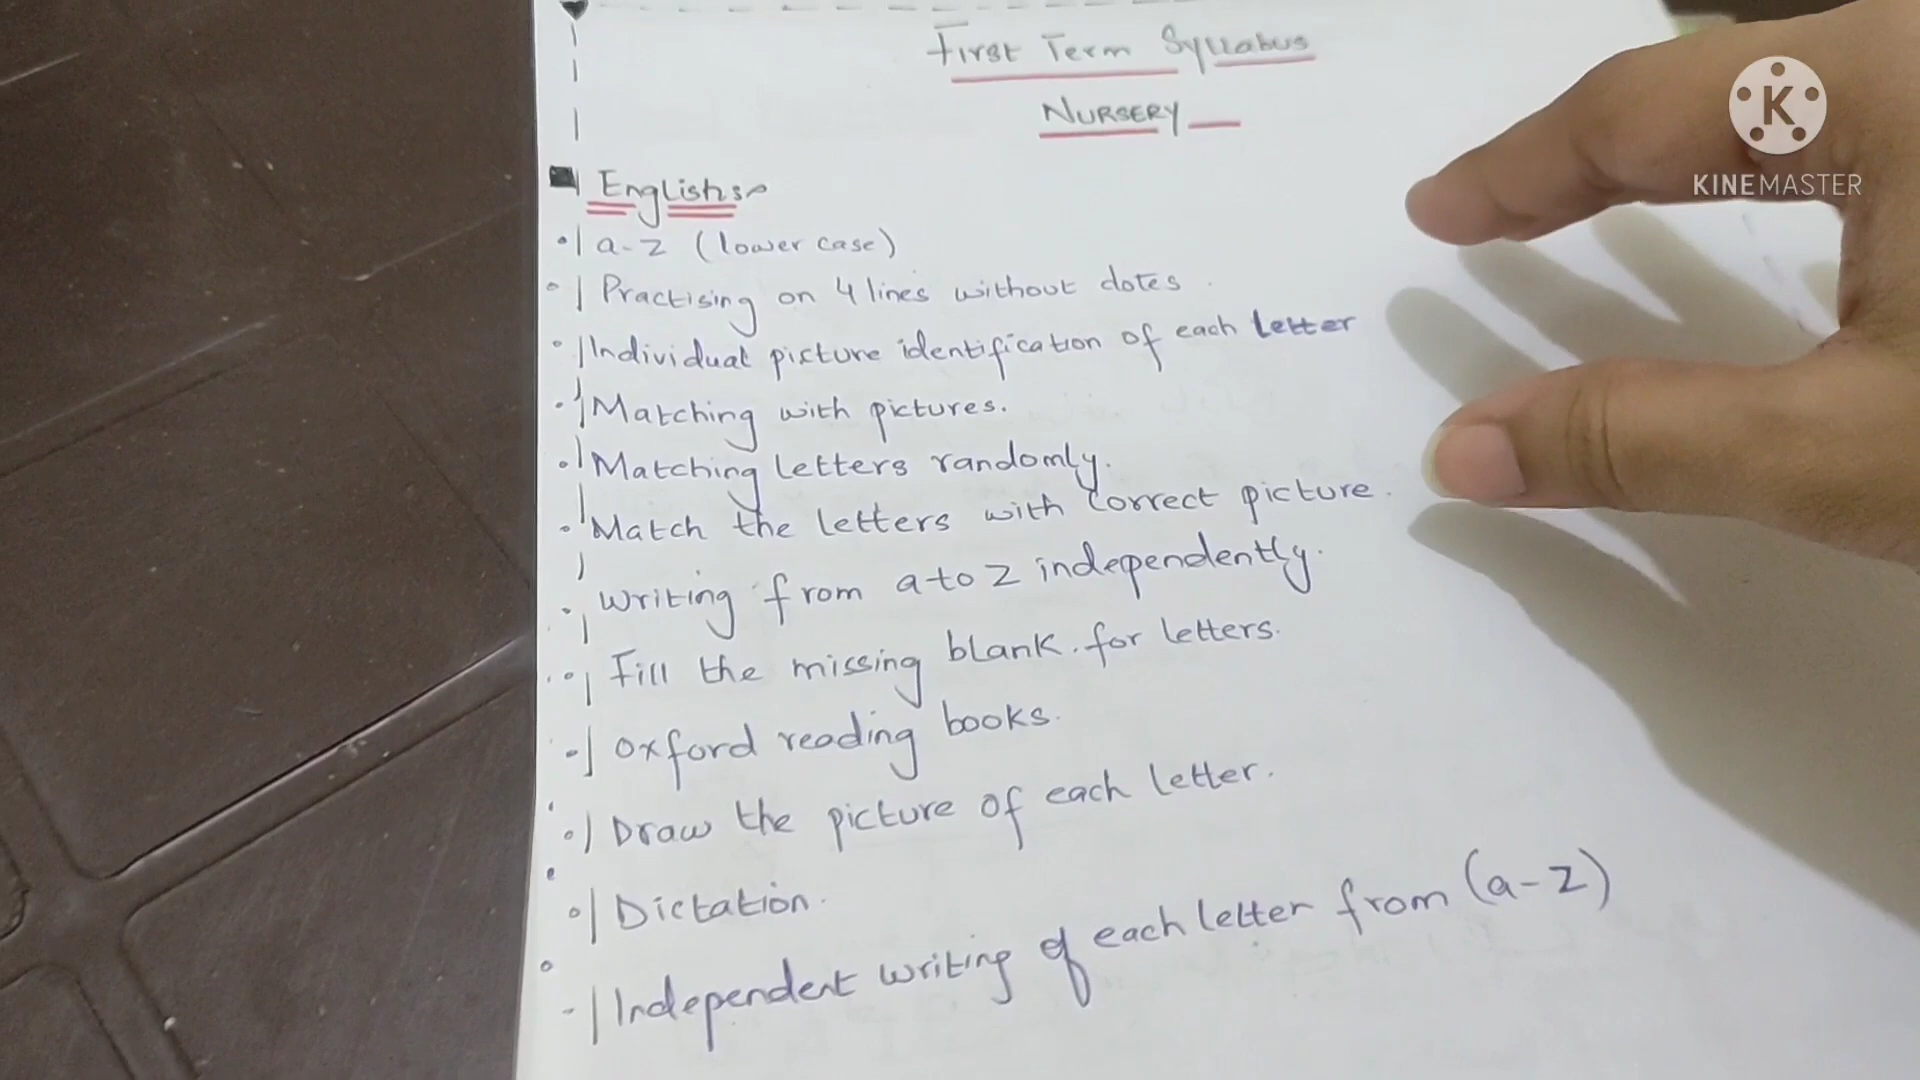 First Term Syllabus
NURSERY
English:-
a-z (lower case)
Practising on 4 lines without dotes.
Individual picture identification of each letter
Matching with pictures.
Matching letters randomly.
Match the letters with correct picture.
Writing from a to z independently.
Fill the missing blank for letters.
Oxford reading books.
Draw the picture of each letter.
Dictation.
Independent writing of each letter from (a-z)
K
KINEMASTER